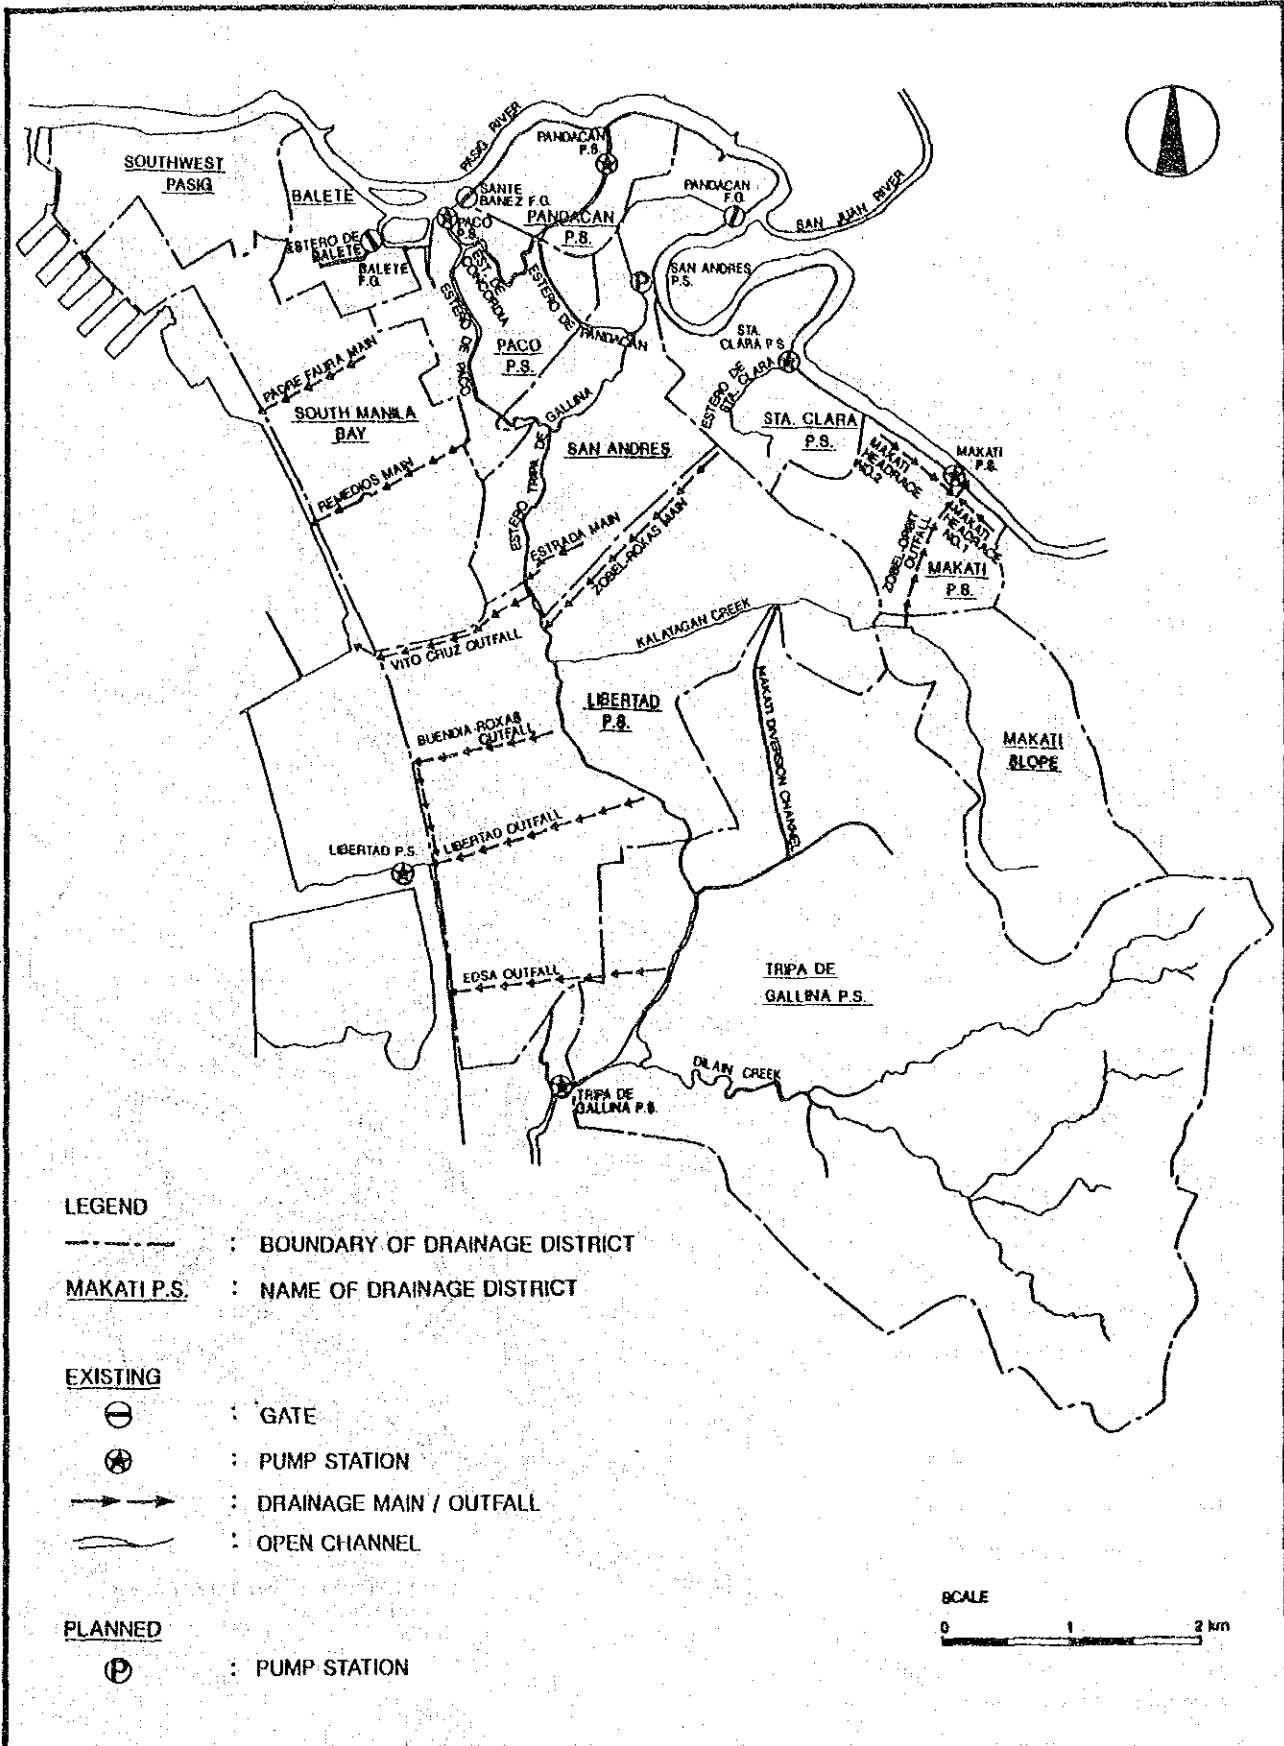 SOUTHWEST
PASIG
BALETE
ESTERO DE
BALETE
BALETE
F.G.
PASIG RIVER
PANDACAN
P.S.
SANTE
BANEZ F.G.
PACO
P.S.
PANDACAN
P.S.
PANDACAN
F.G.
SAN JUAN RIVER
EST. DE
CONCORDIA
ESTERO DE PANDACAN
SAN ANDRES
P.S.
ESTERO DE PACO
PACO
P.S.
STA.
CLARA P.S.
ESTERO DE
STA. CLARA
STA. CLARA
P.S.
PADRE FAURA MAIN
SOUTH MANILA
BAY
REMEDIOS MAIN
ESTERO TRIPA DE GALLINA
SAN ANDRES
MAKATI
HEADRACE
NO.2
MAKATI
P.S.
MAKATI
HEADRACE
NO.1
ZOBEL-ORBIT
OUTFALL
MAKATI
P.S.
ESTRADA MAIN
ZOBEL-ROXAS MAIN
KALATAGAN CREEK
VITO CRUZ OUTFALL
LIBERTAD
P.S.
MAKATI DIVERSION CHANNEL
MAKATI
SLOPE
BUENDIA-ROXAS
OUTFALL
LIBERTAD P.S.
LIBERTAD OUTFALL
EDSA OUTFALL
TRIPA DE
GALLINA P.S.
DILAIN CREEK
TRIPA DE
GALLINA P.S.
LEGEND
: BOUNDARY OF DRAINAGE DISTRICT
MAKATI P.S. : NAME OF DRAINAGE DISTRICT
EXISTING
: GATE
: PUMP STATION
: DRAINAGE MAIN / OUTFALL
: OPEN CHANNEL
PLANNED
P : PUMP STATION
SCALE
0 1 2 km